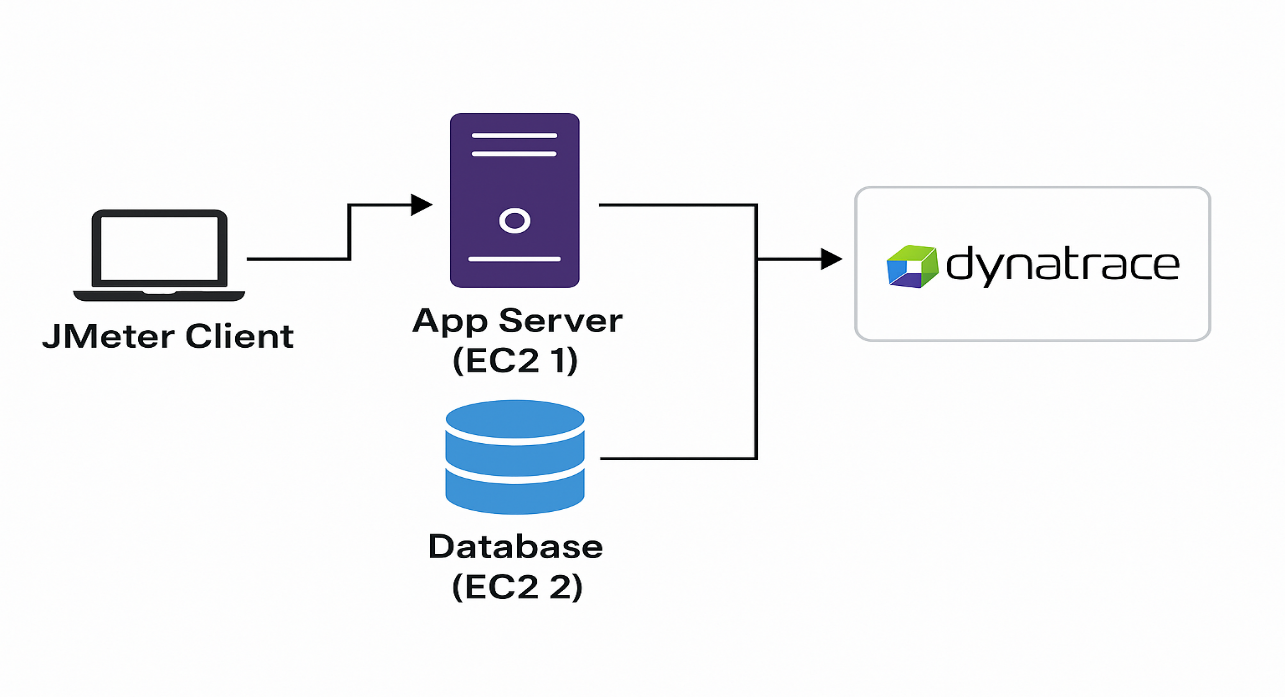 JMeter Client
App Server
(EC2 1)
Database
(EC2 2)
dynatrace